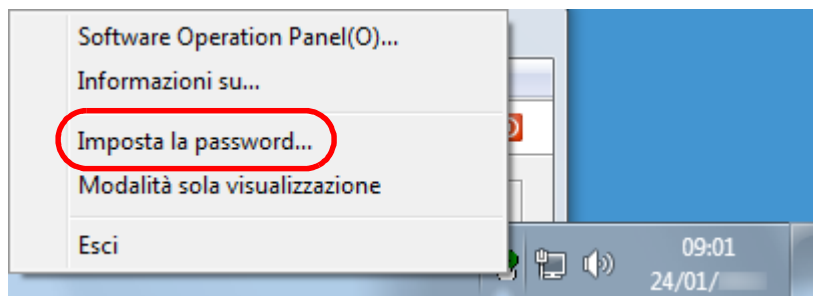 Software Operation Panel(O)...
Informazioni su...
Imposta la password...
Modalità sola visualizzazione
Esci
09:01
24/01/